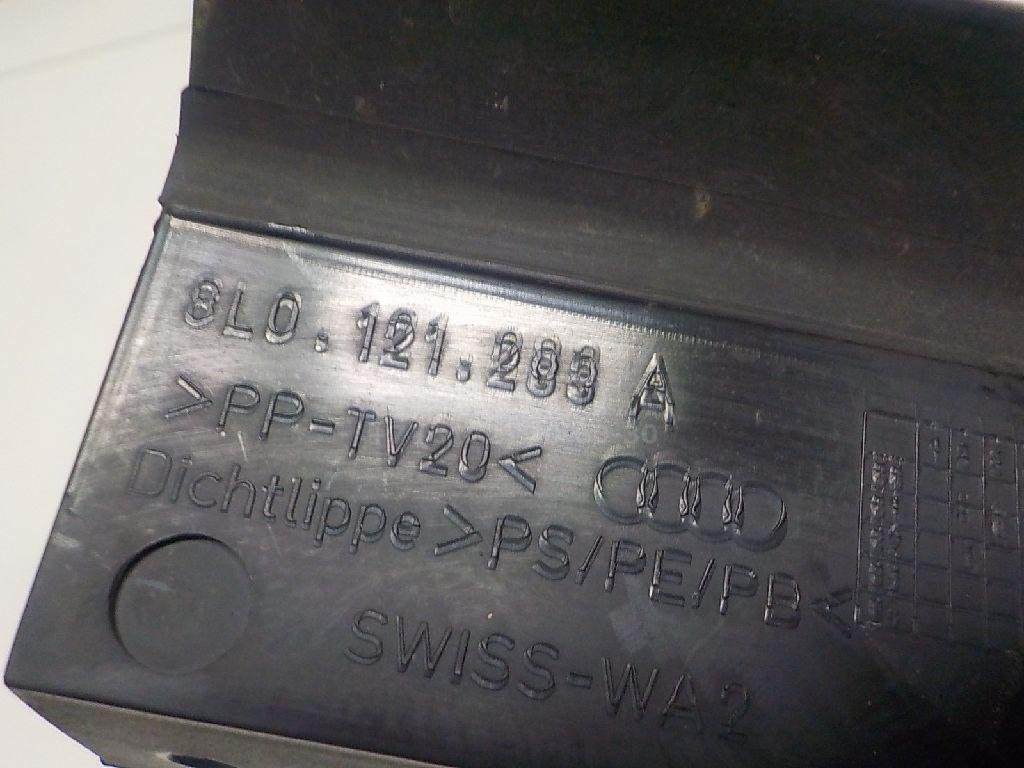 8L0.121.283 A
>PP-TV20<
Dichtlippe >PS/PE/PB<
SWISS-WA2